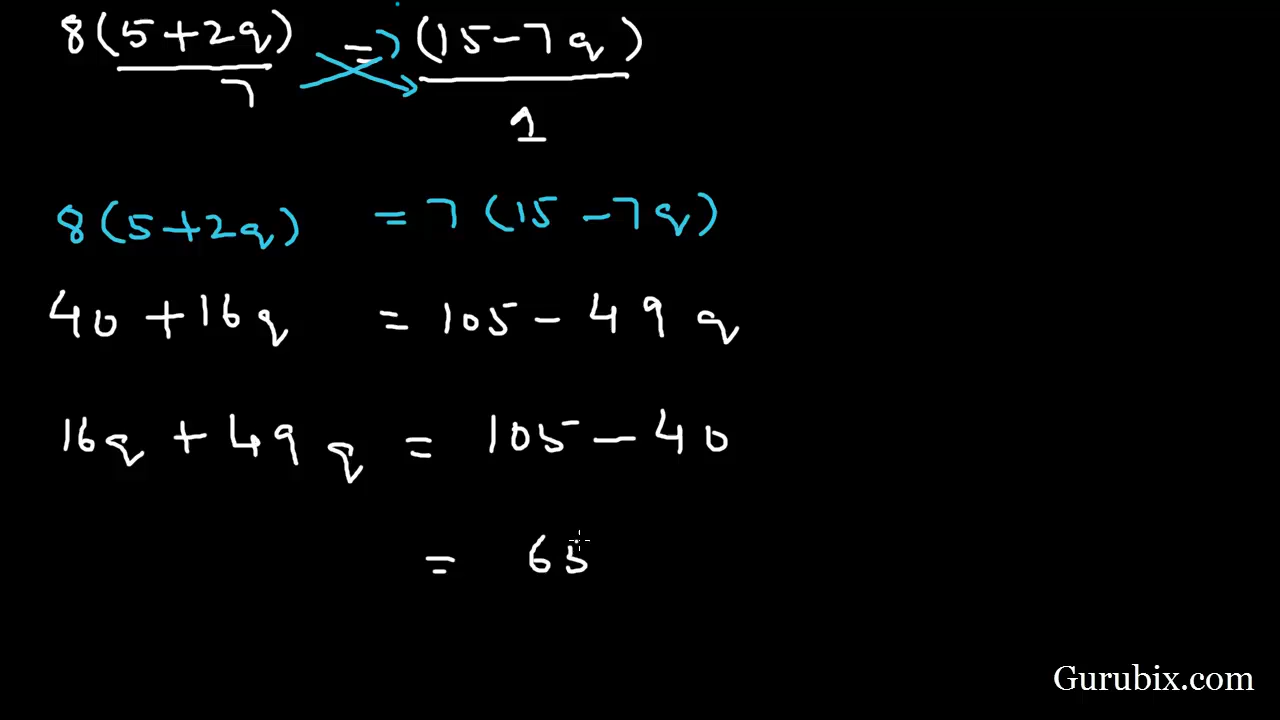 8(5+2q) = (15-7q)
7 1
8(5+2q) = 7(15-7q)
40+16q = 105-49q
16q+49q = 105-40
= 65
Gurubix.com